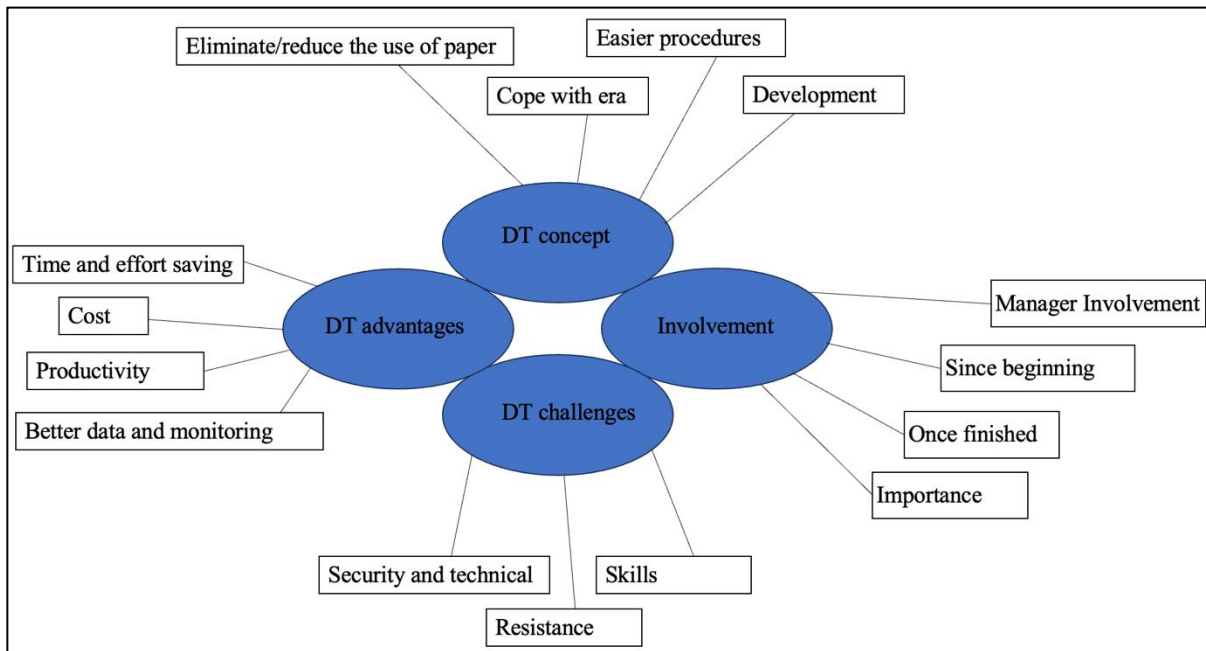 Eliminate/reduce the use of paper
Easier procedures
Cope with era
Development
DT concept
Time and effort saving
Cost
Productivity
Better data and monitoring
DT advantages
Involvement
Manager Involvement
Since beginning
Once finished
Importance
DT challenges
Security and technical
Resistance
Skills